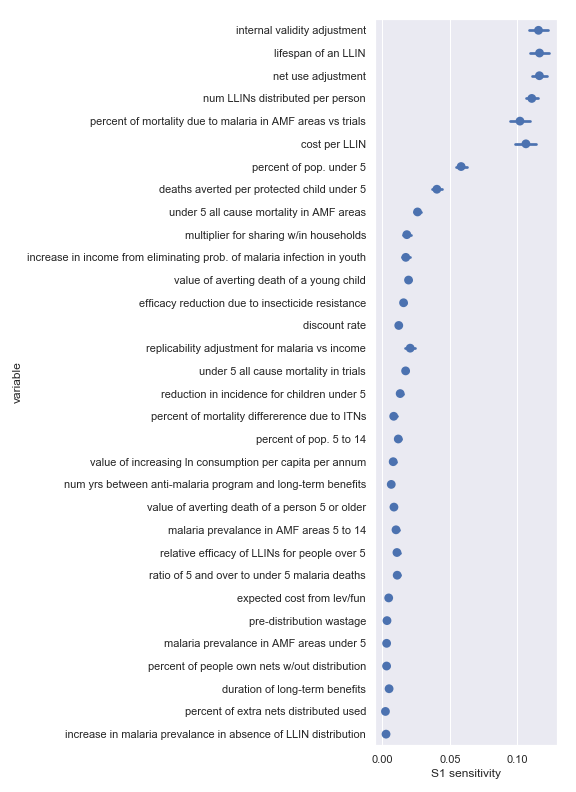 internal validity adjustment
lifespan of an LLIN
net use adjustment
num LLINs distributed per person
percent of mortality due to malaria in AMF areas vs trials
cost per LLIN
percent of pop. under 5
deaths averted per protected child under 5
under 5 all cause mortality in AMF areas
multiplier for sharing w/in households
increase in income from eliminating prob. of malaria infection in youth
value of averting death of a young child
efficacy reduction due to insecticide resistance
discount rate
replicability adjustment for malaria vs income
under 5 all cause mortality in trials
reduction in incidence for children under 5
percent of mortality differerence due to ITNs
percent of pop. 5 to 14
value of increasing ln consumption per capita per annum
num yrs between anti-malaria program and long-term benefits
value of averting death of a person 5 or older
malaria prevalance in AMF areas 5 to 14
relative efficacy of LLINs for people over 5
ratio of 5 and over to under 5 malaria deaths
expected cost from lev/fun
pre-distribution wastage
malaria prevalence in AMF areas under 5
percent of people own nets w/out distribution
duration of long-term benefits
percent of extra nets distributed used
increase in malaria prevalance in absence of LLIN distribution
variable
0.00 0.05 0.10
S1 sensitivity